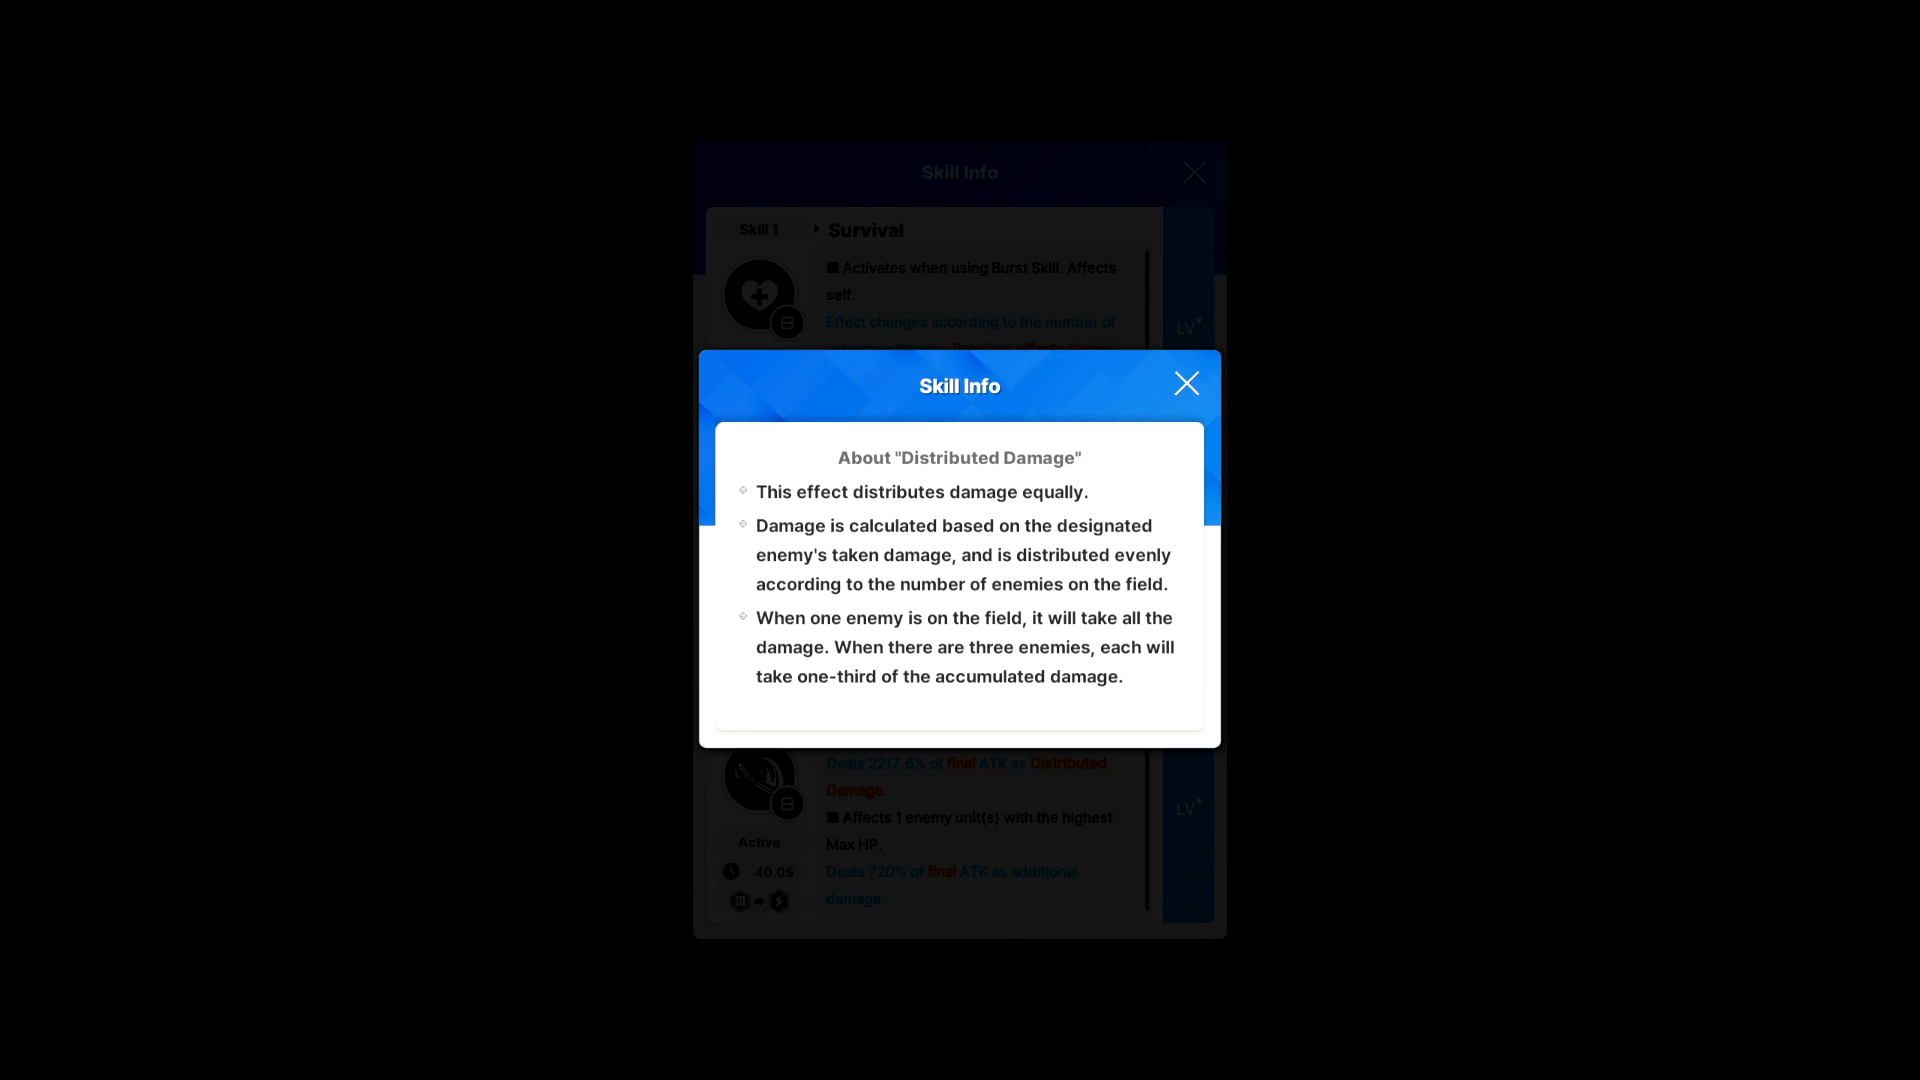 Skill Info
Skill 1
Survival
■ Activates when using Burst Skill. Affects
self.
Effect changes according to the number of
LV
Skill Info
About "Distributed Damage"
This effect distributes damage equally.
Damage is calculated based on the designated
enemy's taken damage, and is distributed evenly
according to the number of enemies on the field.
When one enemy is on the field, it will take all the
damage. When there are three enemies, each will
take one-third of the accumulated damage.
Deals 2217.6% of final ATK as Distributed
Damage.
■ Affects 1 enemy unit(s) with the highest
Max HP.
Deals 720% of final ATK as additional
damage.
LV
Active
40.0S